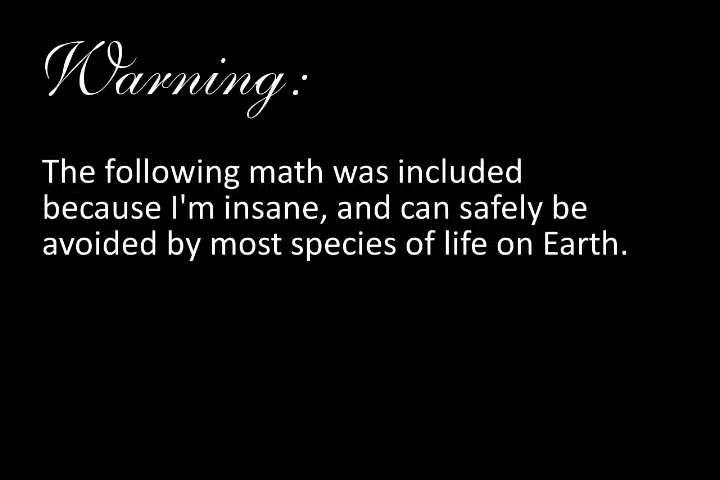 Warning:
The following math was included
because I'm insane, and can safely be
avoided by most species of life on Earth.